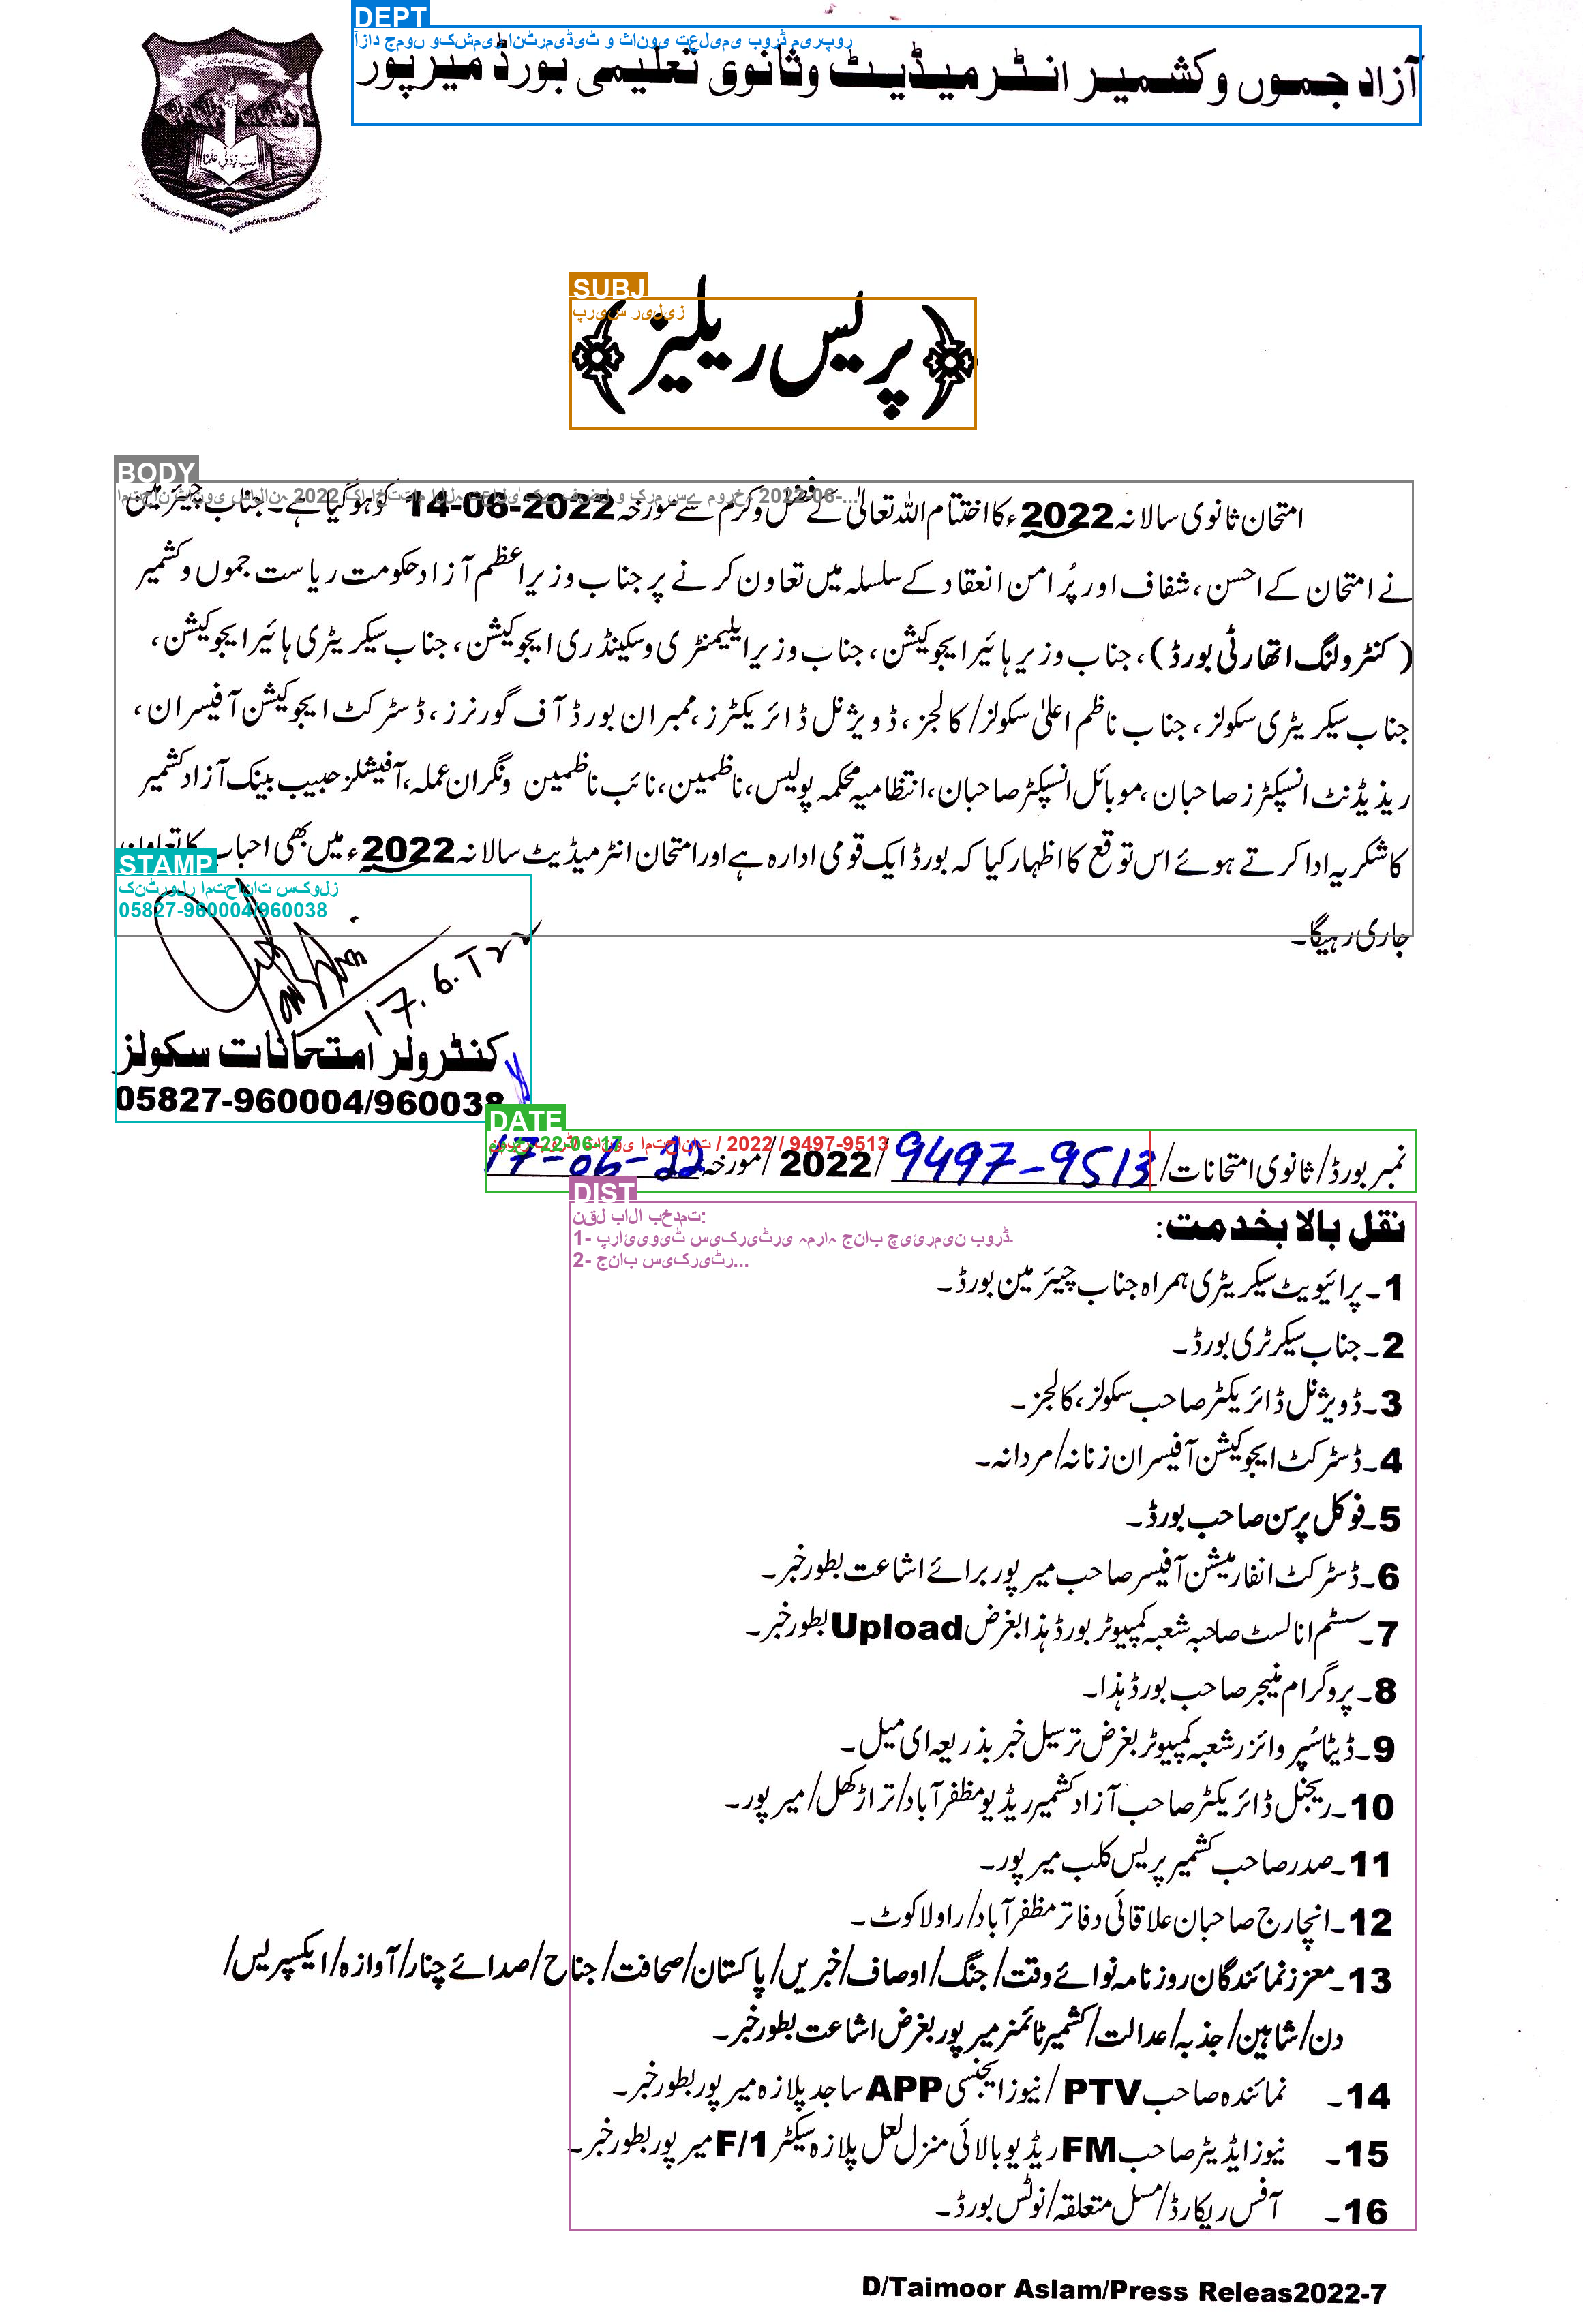 آزاد جموں وکشمیر انٹرمیڈیٹ وثانوی تعلیمی بورڈ میرپور
پریس ریلیز
امتحان ثانوی سالانہ 2022ء کا اختتام اللہ تعالیٰ کے فضل وکرم سے مورخہ 14-06-2022 کو ہو گیا ہے۔ جناب چیئرمین
نے امتحان کے احسن، شفاف اور پُرامن انعقاد کے سلسلہ میں تعاون کرنے پر جناب وزیراعظم آزاد حکومت ریاست جموں وکشمیر
(کنٹرولنگ اتھارٹی بورڈ)، جناب وزیر ہائیر ایجوکیشن، جناب وزیر ایلیمنٹری وسکینڈری ایجوکیشن، جناب سیکریٹری ہائیر ایجوکیشن،
جناب سیکریٹری سکولز، جناب ناظم اعلیٰ سکولز/کالجز، ڈویژنل ڈائریکٹرز، ممبران بورڈ آف گورنرز، ڈسٹرکٹ ایجوکیشن آفیسران،
ریذیڈنٹ انسپکٹرز صاحبان، موبائل انسپکٹر صاحبان، انتظامیہ محکمہ پولیس، ناظمین، نائب ناظمین ونگران عملہ، آفیشلز حبیب بینک آزاد کشمیر
کا شکریہ ادا کرتے ہوئے اس توقع کا اظہار کیا کہ بورڈ ایک قومی ادارہ ہے اور امتحان انٹرمیڈیٹ سالانہ 2022ء میں بھی احباب کا تعاون
جاری رہیگا۔
17.6.T22
کنٹرولر امتحانات سکولز
05827-960004/960038
نمبر بورڈ/ثانوی امتحانات/9497-9513/2022/مورخہ 17-06-22
نقل بالا بخدمت:
1۔ پرائیویٹ سیکریٹری ہمراہ جناب چیئرمین بورڈ۔
2۔ جناب سیکرٹری بورڈ۔
3۔ ڈویژنل ڈائریکٹر صاحب سکولز، کالجز۔
4۔ ڈسٹرکٹ ایجوکیشن آفیسران زنانہ/مردانہ۔
5۔ فوکل پرسن صاحب بورڈ۔
6۔ ڈسٹرکٹ انفارمیشن آفیسر صاحب میرپور برائے اشاعت بطور خبر۔
7۔ سسٹم انالسٹ صاحبہ شعبہ کمپیوٹر بورڈ ہذا بغرض Upload بطور خبر۔
8۔ پروگرام منیجر صاحب بورڈ ہذا۔
9۔ ڈیٹا سُپروائزر شعبہ کمپیوٹر بغرض ترسیل خبر بذریعہ ای میل۔
10۔ ریجنل ڈائریکٹر صاحب آزاد کشمیر ریڈیو مظفرآباد/تراڑکھل/میرپور۔
11۔ صدر صاحب کشمیر پریس کلب میرپور۔
12۔ انچارج صاحبان علاقائی دفاتر مظفرآباد/راولاکوٹ۔
13۔ معزز نمائندگان روزنامہ نوائے وقت/جنگ/اوصاف/خبریں/پاکستان/صحافت/جناح/صدائے چنار/آوازہ/ایکسپریس/
دن/شاہین/جذبہ/عدالت/کشمیر ٹائمنر میرپور بغرض اشاعت بطور خبر۔
14۔ نمائندہ صاحب PTV/نیوز ایجنسی APP ساجد پلازہ میرپور بطور خبر۔
15۔ نیوز ایڈیٹر صاحب FM ریڈیو بالائی منزل لعل پلازہ سیکٹر F/1 میرپور بطور خبر۔
16۔ آفس ریکارڈ/مسل متعلقہ/نوٹس بورڈ۔
D/Taimoor Aslam/Press Releas2022-7
DEPT
SUBJ
BODY
STAMP
DATE
DIST